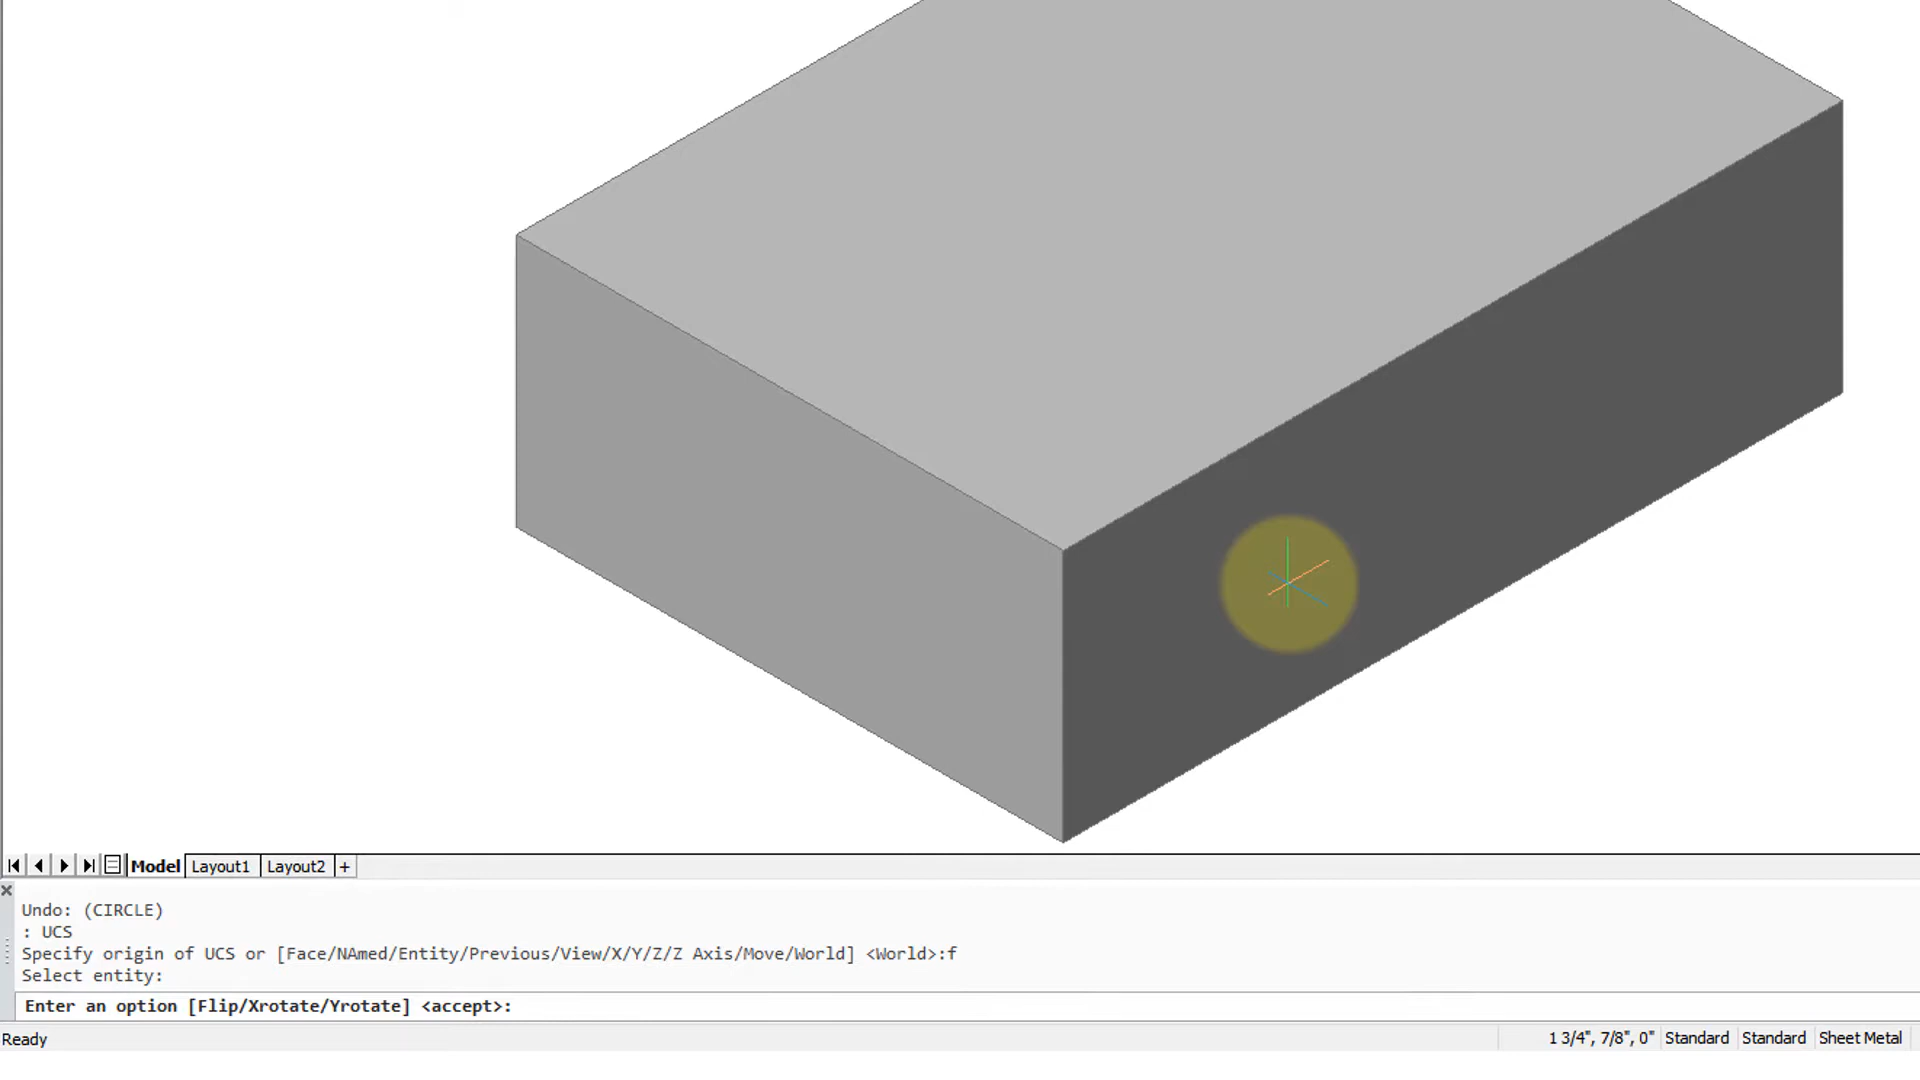 Model Layout1 Layout2 +
Undo: (CIRCLE)
: UCS
Specify origin of UCS or [Face/NAmed/Entity/Previous/View/X/Y/Z/Z Axis/Move/World] <World>:f
Select entity:
Enter an option [Flip/Xrotate/Yrotate] <accept>:
Ready 1 3/4", 7/8", 0" Standard Standard Sheet Metal